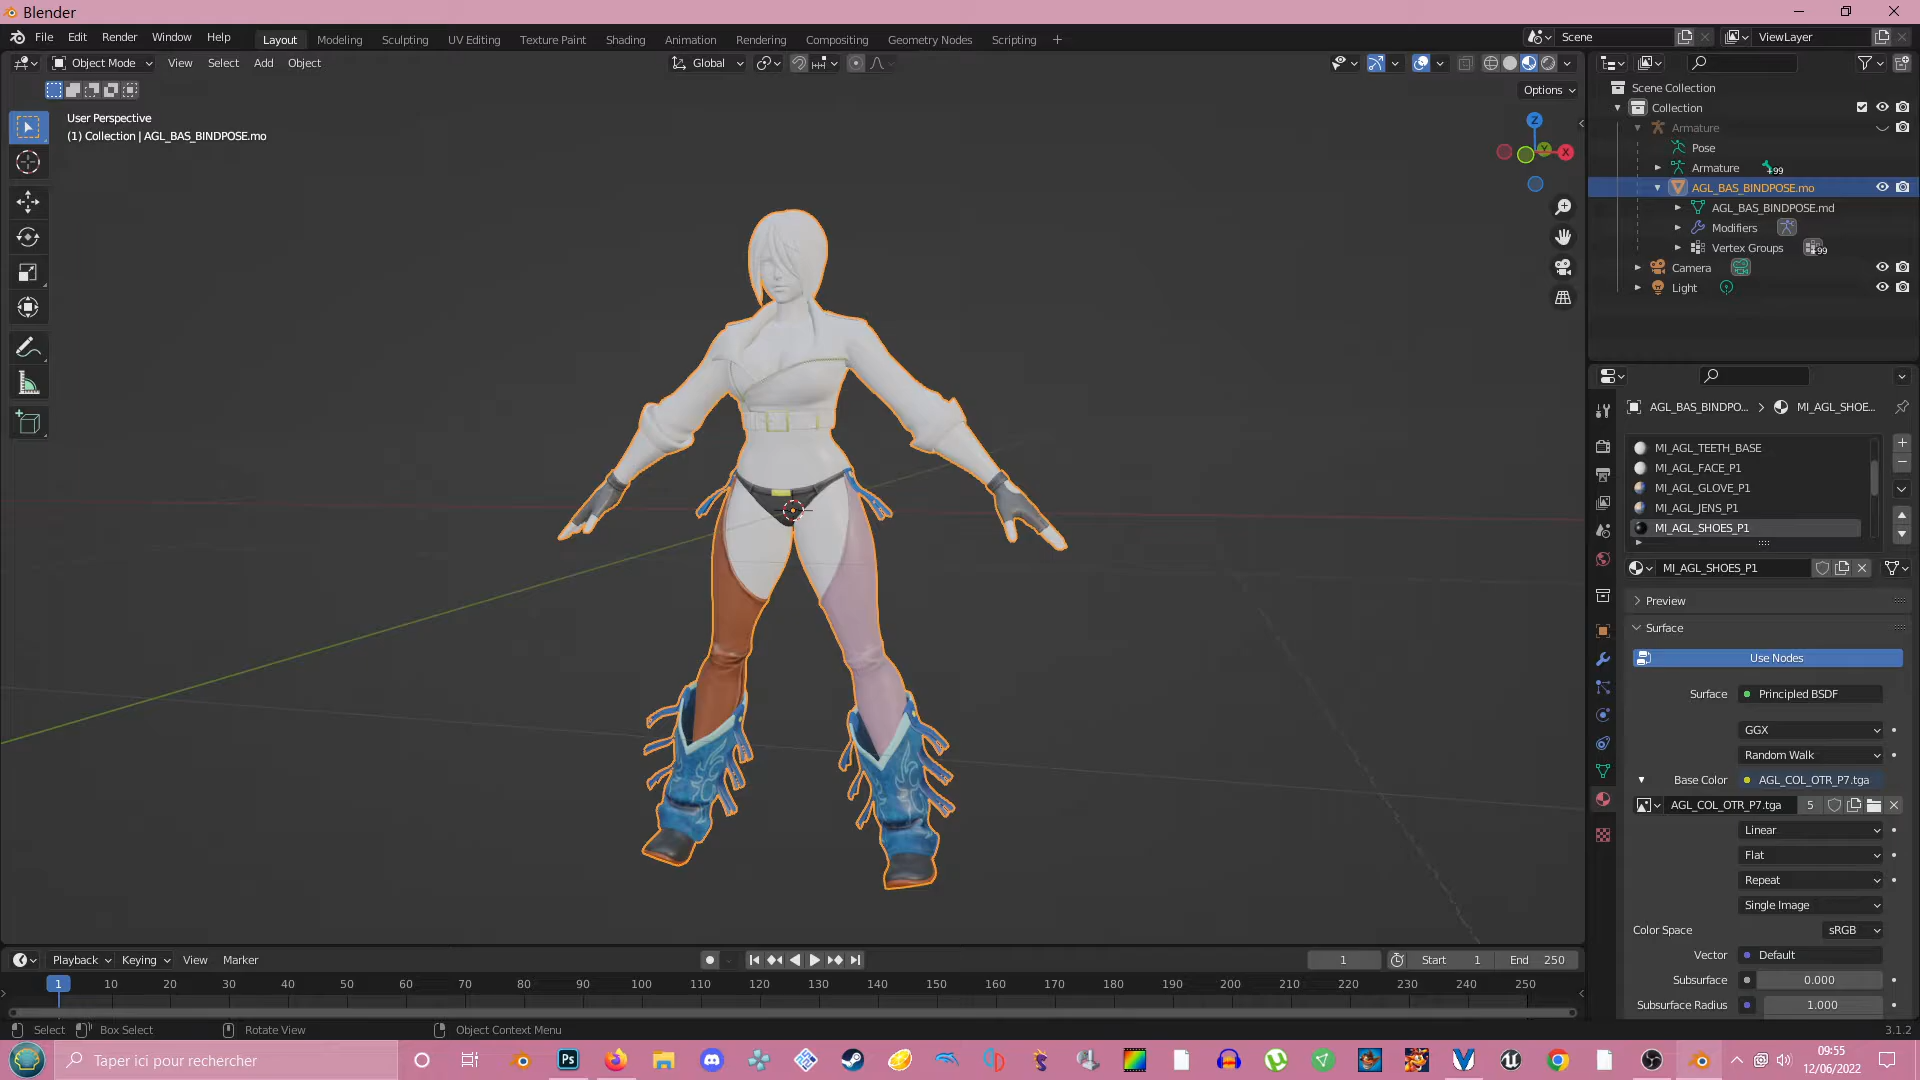 Blender
File Edit Render Window Help
Layout Modeling Sculpting UV Editing Texture Paint Shading Animation Rendering Compositing Geometry Nodes Scripting +
Scene
ViewLayer
Object Mode View Select Add Object
Global
Options
User Perspective
(1) Collection | AGL_BAS_BINDPOSE.mo
Z
Y
X
Scene Collection
Collection
Armature
Pose
Armature +99
AGL_BAS_BINDPOSE.mo
AGL_BAS_BINDPOSE.md
Modifiers
Vertex Groups +99
Camera
Light
AGL_BAS_BINDPO... > MI_AGL_SHOE...
MI_AGL_TEETH_BASE
MI_AGL_FACE_P1
MI_AGL_GLOVE_P1
MI_AGL_JENS_P1
MI_AGL_SHOES_P1
MI_AGL_SHOES_P1
Preview
Surface
Use Nodes
Surface Principled BSDF
GGX
Random Walk
Base Color AGL_COL_OTR_P7.tga
AGL_COL_OTR_P7.tga 5
Linear
Flat
Repeat
Single Image
Color Space sRGB
Vector Default
Subsurface 0.000
Subsurface Radius 1.000
Playback Keying View Marker
1 Start 1 End 250
1 10 20 30 40 50 60 70 80 90 100 110 120 130 140 150 160 170 180 190 200 210 220 230 240 250
Select Box Select Rotate View Object Context Menu
3.1.2
Taper ici pour rechercher
Ps
09:55
12/06/2022